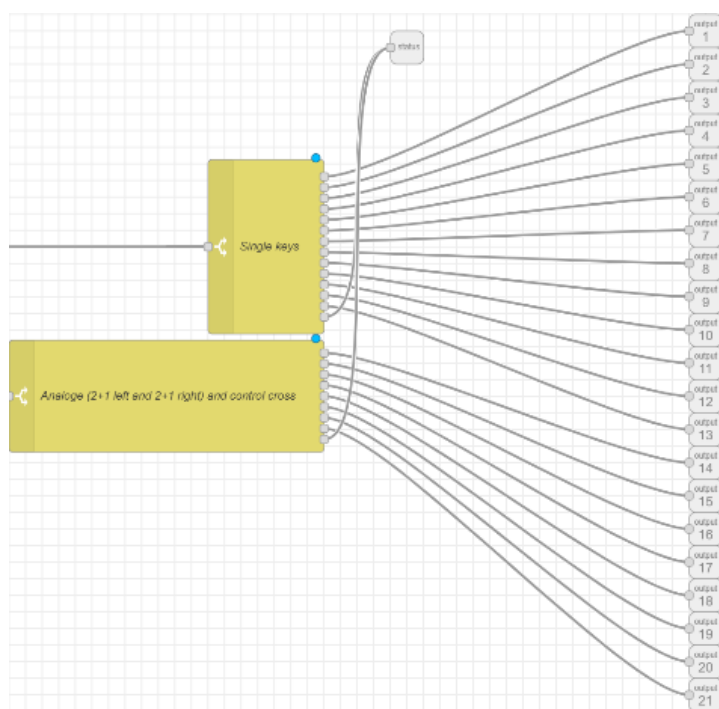 status
output
1
output
2
output
3
output
4
output
5
output
6
output
7
output
8
output
9
output
10
output
11
output
12
output
13
output
14
output
15
output
16
output
17
output
18
output
19
output
20
output
21
Single keys
Analoge (2+1 left and 2+1 right) and control cross